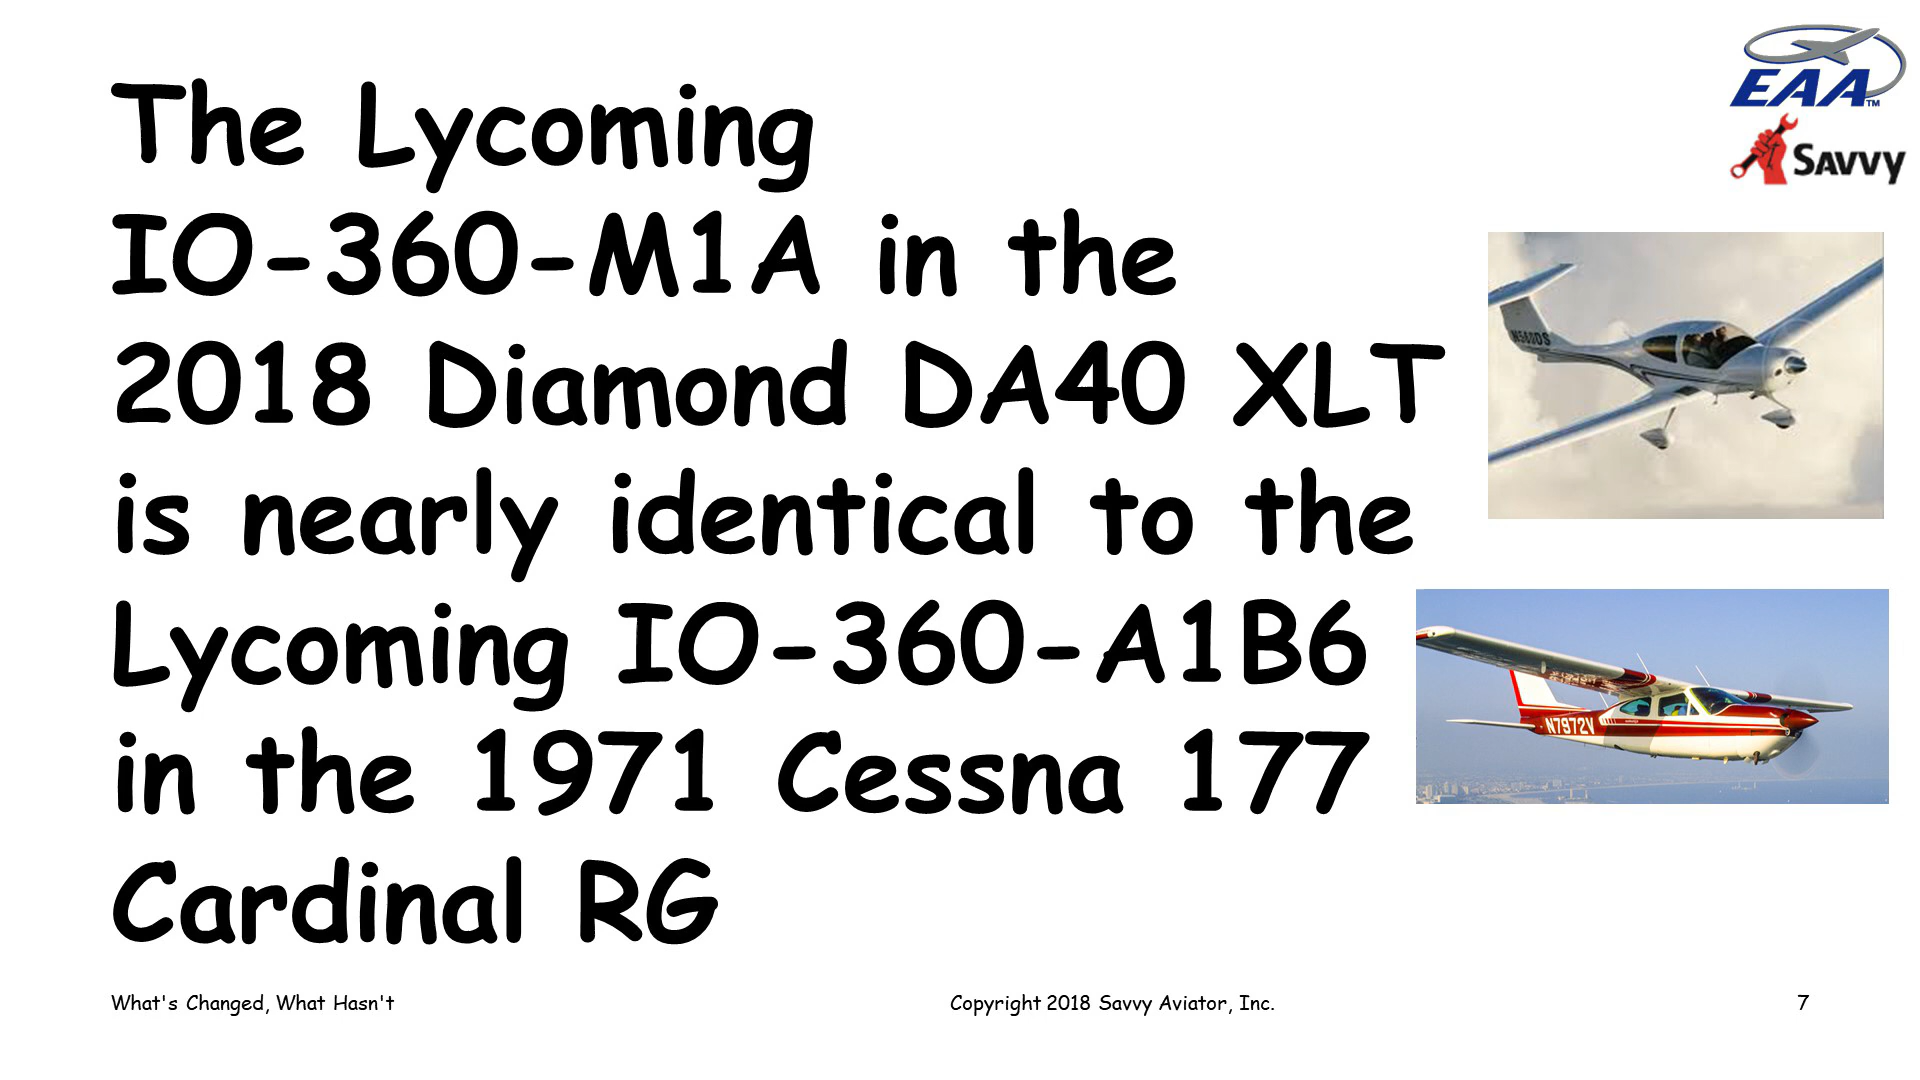 EAA™
SAVVY
The Lycoming
IO-360-M1A in the
2018 Diamond DA40 XLT
is nearly identical to the
Lycoming IO-360-A1B6
in the 1971 Cessna 177
Cardinal RG
N7972V
What's Changed, What Hasn't
Copyright 2018 Savvy Aviator, Inc.
7